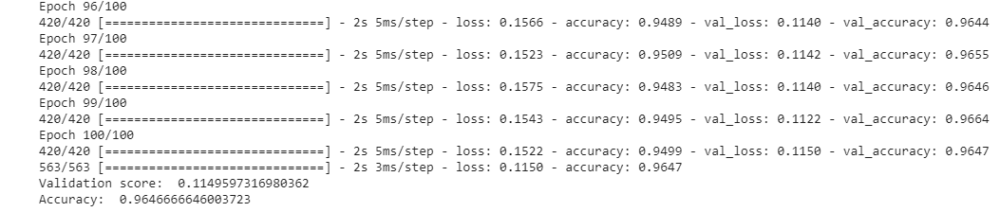 Epoch 96/100
420/420 [==============================] - 2s 5ms/step - loss: 0.1566 - accuracy: 0.9489 - val_loss: 0.1140 - val_accuracy: 0.9644
Epoch 97/100
420/420 [==============================] - 2s 5ms/step - loss: 0.1523 - accuracy: 0.9509 - val_loss: 0.1142 - val_accuracy: 0.9655
Epoch 98/100
420/420 [==============================] - 2s 5ms/step - loss: 0.1575 - accuracy: 0.9483 - val_loss: 0.1140 - val_accuracy: 0.9646
Epoch 99/100
420/420 [==============================] - 2s 5ms/step - loss: 0.1543 - accuracy: 0.9495 - val_loss: 0.1122 - val_accuracy: 0.9664
Epoch 100/100
420/420 [==============================] - 2s 5ms/step - loss: 0.1522 - accuracy: 0.9499 - val_loss: 0.1150 - val_accuracy: 0.9647
563/563 [==============================] - 2s 3ms/step - loss: 0.1150 - accuracy: 0.9647
Validation score:  0.1149597316980362
Accuracy:  0.9646666646003723